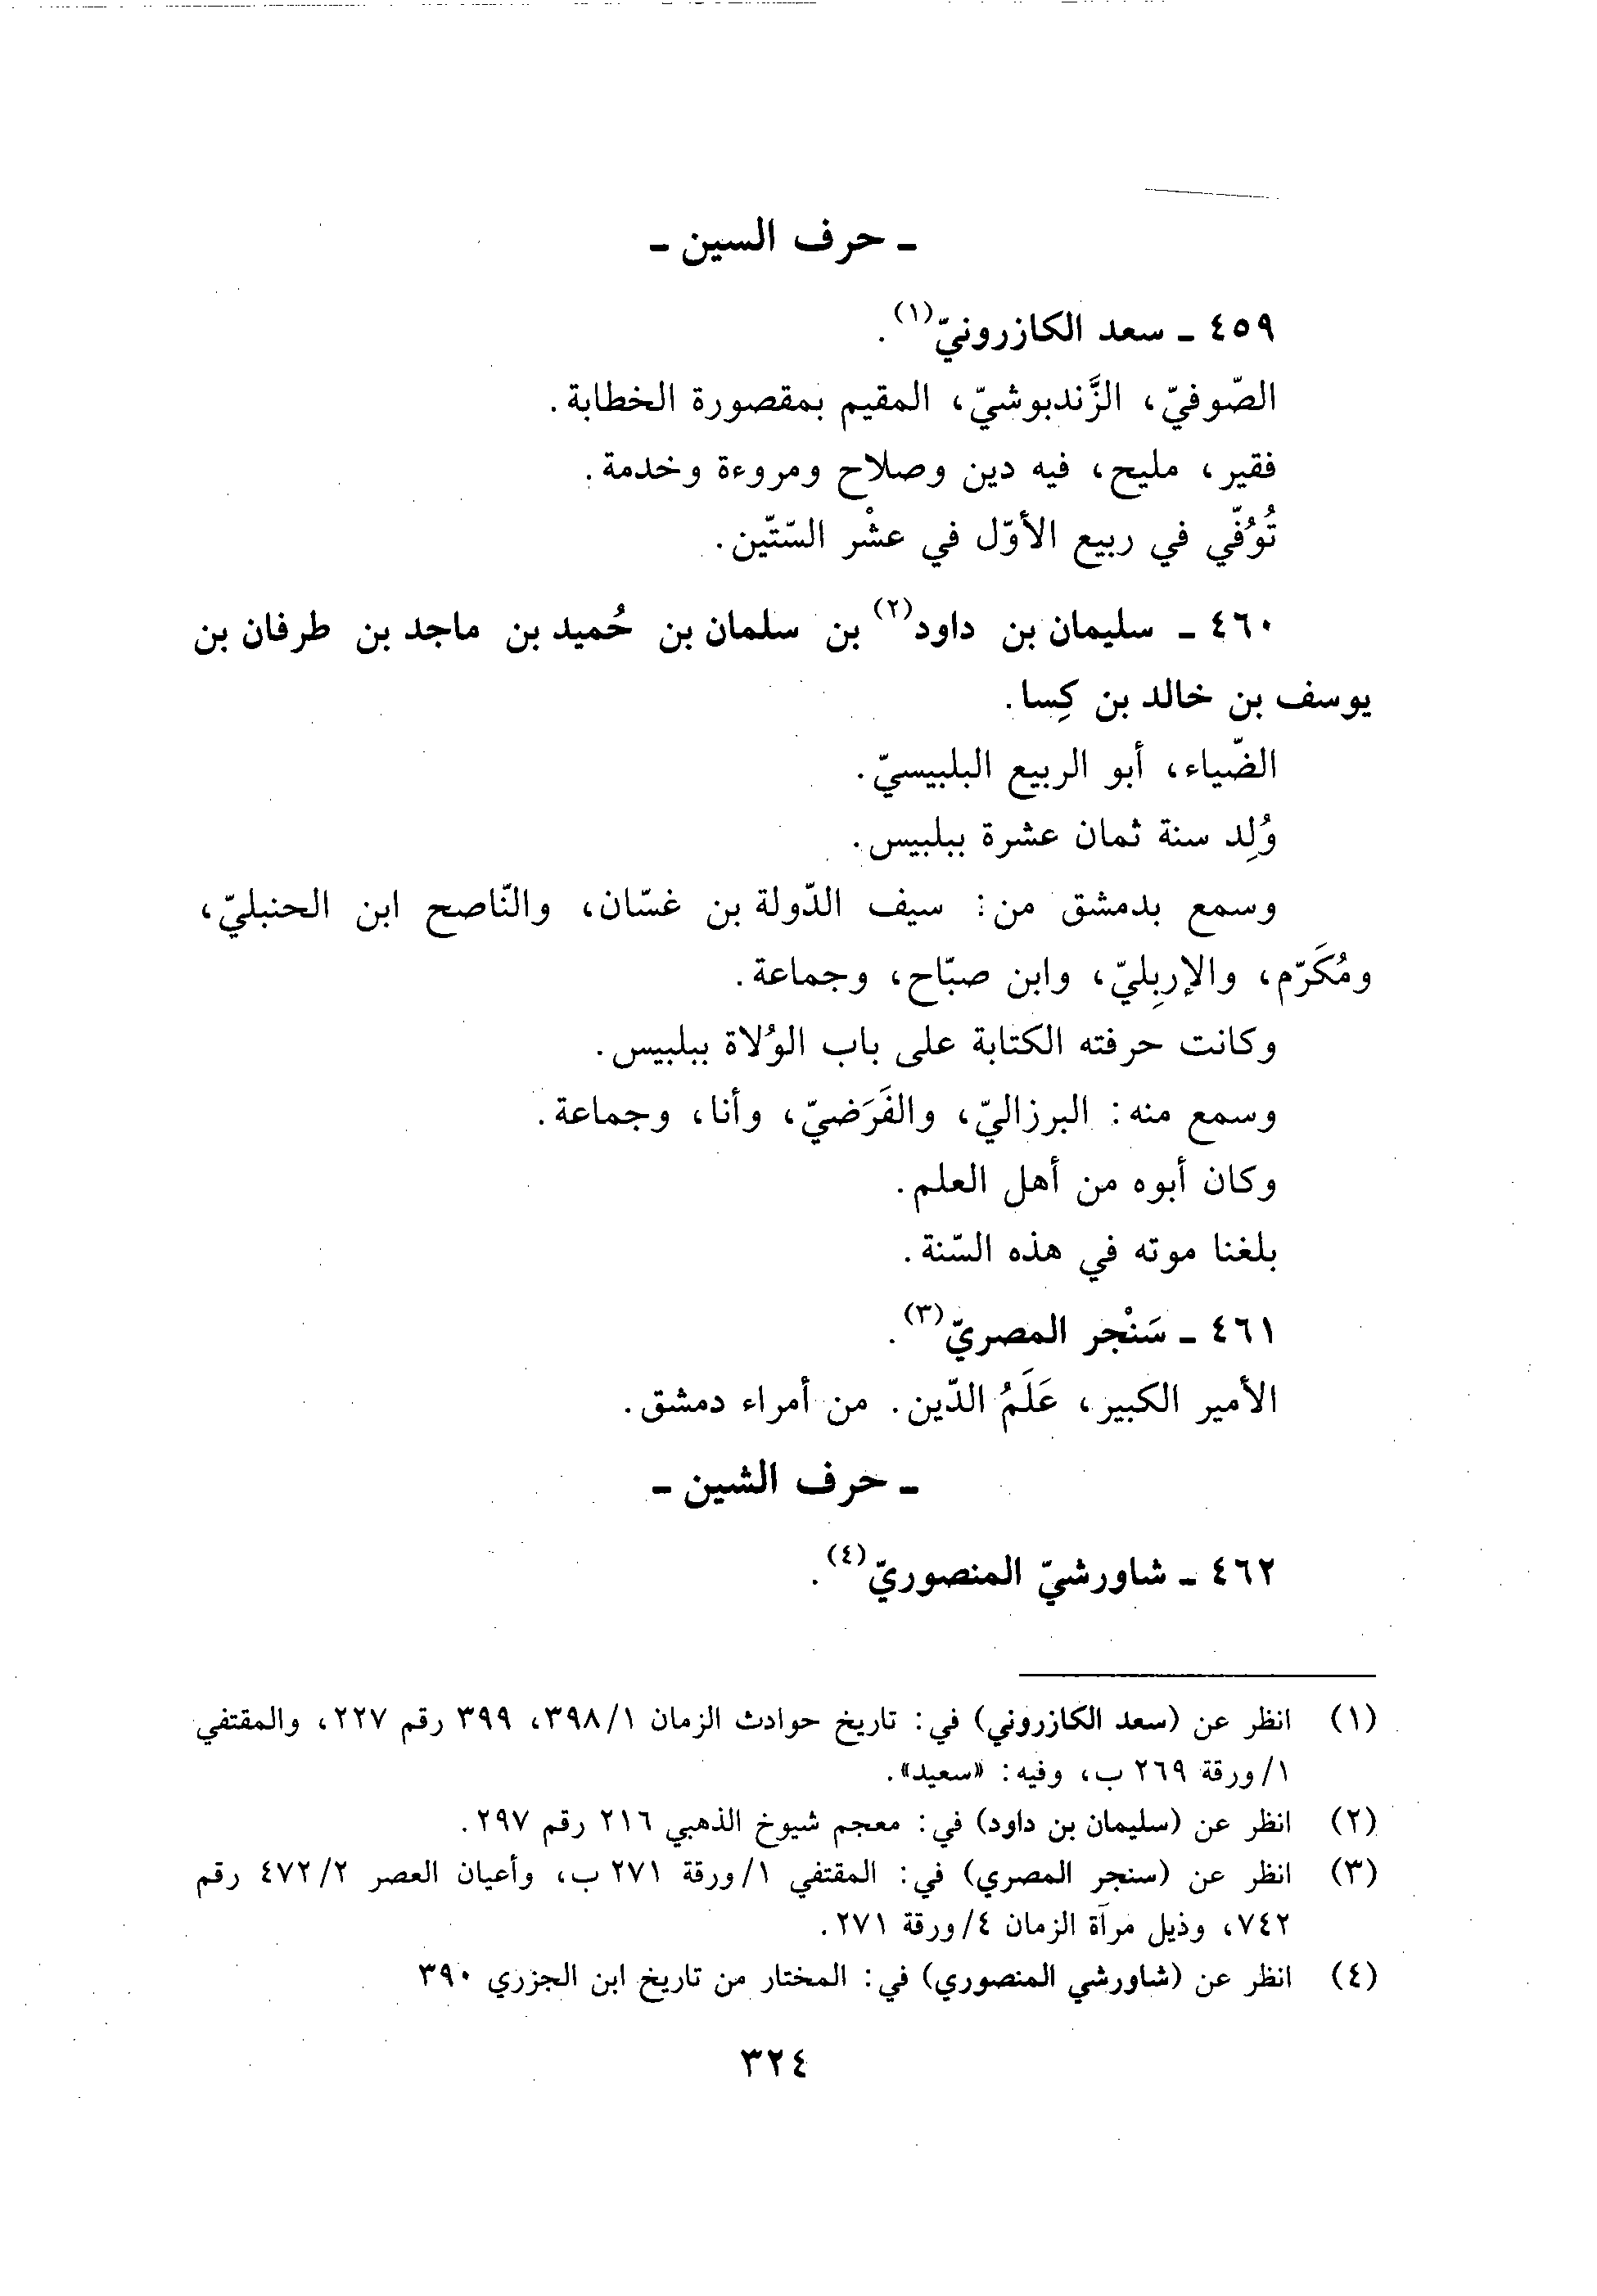 ـ حرف السين ـ
٤٥٩ ـ سعد الكازرونيّ(١).
الصّوفيّ، الزَّندبوشيّ، المقيم بمقصورة الخطابة.
فقير، مليح، فيه دين وصلاح ومروءة وخدمة.
تُوُفّي في ربيع الأوّل في عشْر السّتّين.
٤٦٠ ـ سليمان بن داود(٢) بن سلمان بن حُميد بن ماجد بن طرفان بن
يوسف بن خالد بن كِسا.
الضّياء، أبو الربيع البلبيسيّ.
وُلِد سنة ثمان عشرة ببلبيس.
وسمع بدمشق من: سيف الدّولة بن غسّان، والنّاصح ابن الحنبليّ،
ومُكَرّم، والإربِليّ، وابن صبّاح، وجماعة.
وكانت حرفته الكتابة على باب الوُلاة ببلبيس.
وسمع منه: البرزاليّ، والفَرَضيّ، وأنا، وجماعة.
وكان أبوه من أهل العلم.
بلغنا موته في هذه السّنة.
٤٦١ ـ سَنْجر المصريّ(٣).
الأمير الكبير، عَلَمُ الدّين. من أمراء دمشق.
ـ حرف الشين ـ
٤٦٢ ـ شاورشيّ المنصوريّ(٤).
(١) انظر عن (سعد الكازروني) في: تاريخ حوادث الزمان ٣٩٨/١، ٣٩٩ رقم ٢٢٧، والمقتفي
١/ورقة ٢٦٩ ب، وفيه: «سعيد».
(٢) انظر عن (سليمان بن داود) في: معجم شيوخ الذهبي ٢١٦ رقم ٢٩٧.
(٣) انظر عن (سنجر المصري) في: المقتفي ١/ورقة ٢٧١ ب، وأعيان العصر ٤٧٢/٢ رقم
٧٤٢، وذيل مرآة الزمان ٤/ورقة ٢٧١.
(٤) انظر عن (شاورشي المنصوري) في: المختار من تاريخ ابن الجزري ٣٩٠
٣٢٤